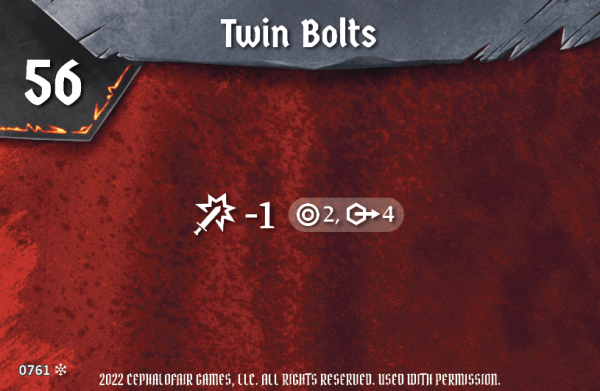 Twin Bolts
56
-1 2, 4
0761
2022 CEPHALOFAIR GAMES, LLC. ALL RIGHTS RESERVED. USED WITH PERMISSION.